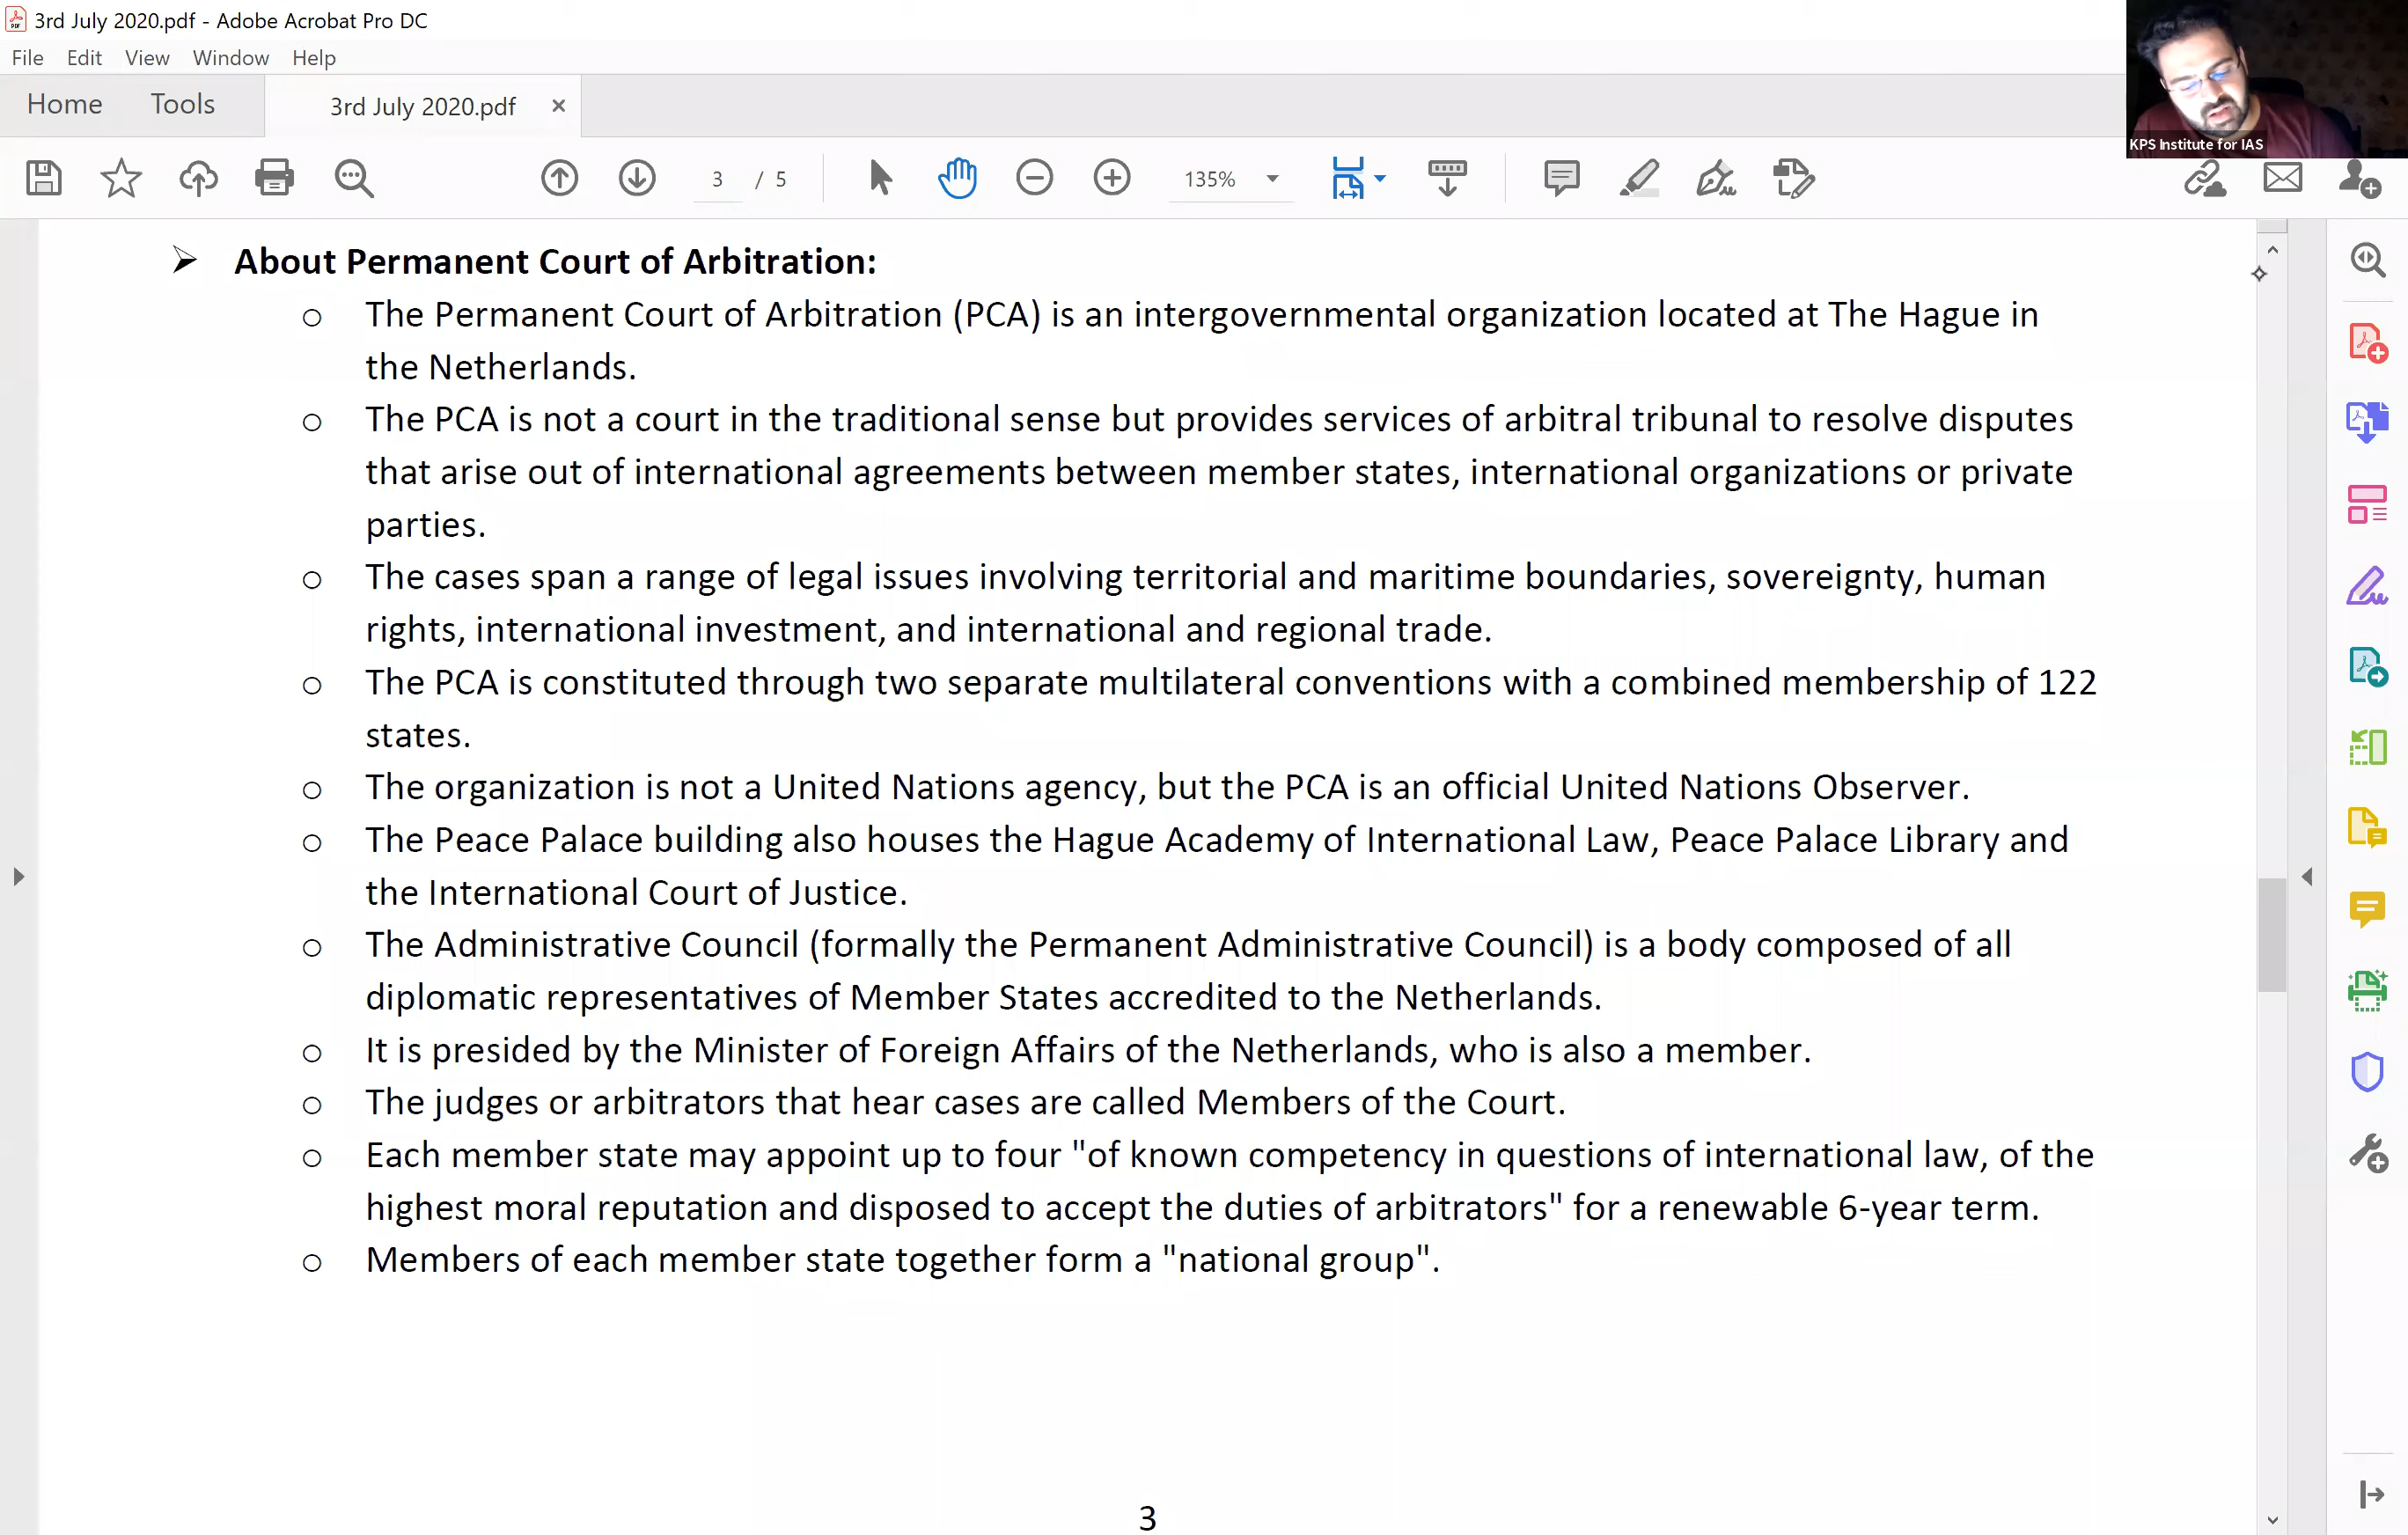 3rd July 2020.pdf - Adobe Acrobat Pro DC
File Edit View Window Help
Home Tools 3rd July 2020.pdf ×
3 / 5 135%
KPS Institute for IAS
About Permanent Court of Arbitration:
The Permanent Court of Arbitration (PCA) is an intergovernmental organization located at The Hague in
the Netherlands.
The PCA is not a court in the traditional sense but provides services of arbitral tribunal to resolve disputes
that arise out of international agreements between member states, international organizations or private
parties.
The cases span a range of legal issues involving territorial and maritime boundaries, sovereignty, human
rights, international investment, and international and regional trade.
The PCA is constituted through two separate multilateral conventions with a combined membership of 122
states.
The organization is not a United Nations agency, but the PCA is an official United Nations Observer.
The Peace Palace building also houses the Hague Academy of International Law, Peace Palace Library and
the International Court of Justice.
The Administrative Council (formally the Permanent Administrative Council) is a body composed of all
diplomatic representatives of Member States accredited to the Netherlands.
It is presided by the Minister of Foreign Affairs of the Netherlands, who is also a member.
The judges or arbitrators that hear cases are called Members of the Court.
Each member state may appoint up to four "of known competency in questions of international law, of the
highest moral reputation and disposed to accept the duties of arbitrators" for a renewable 6-year term.
Members of each member state together form a "national group".
3